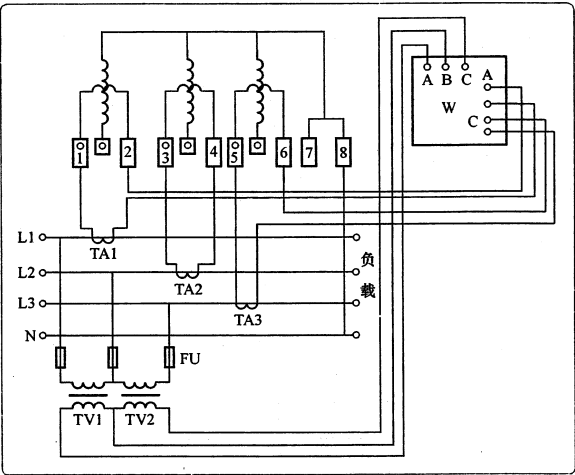 A B C A
W
C
1 2 3 4 5 6 7 8
L1
TA1
L2
TA2
L3
TA3
N
负载
FU
TV1 TV2